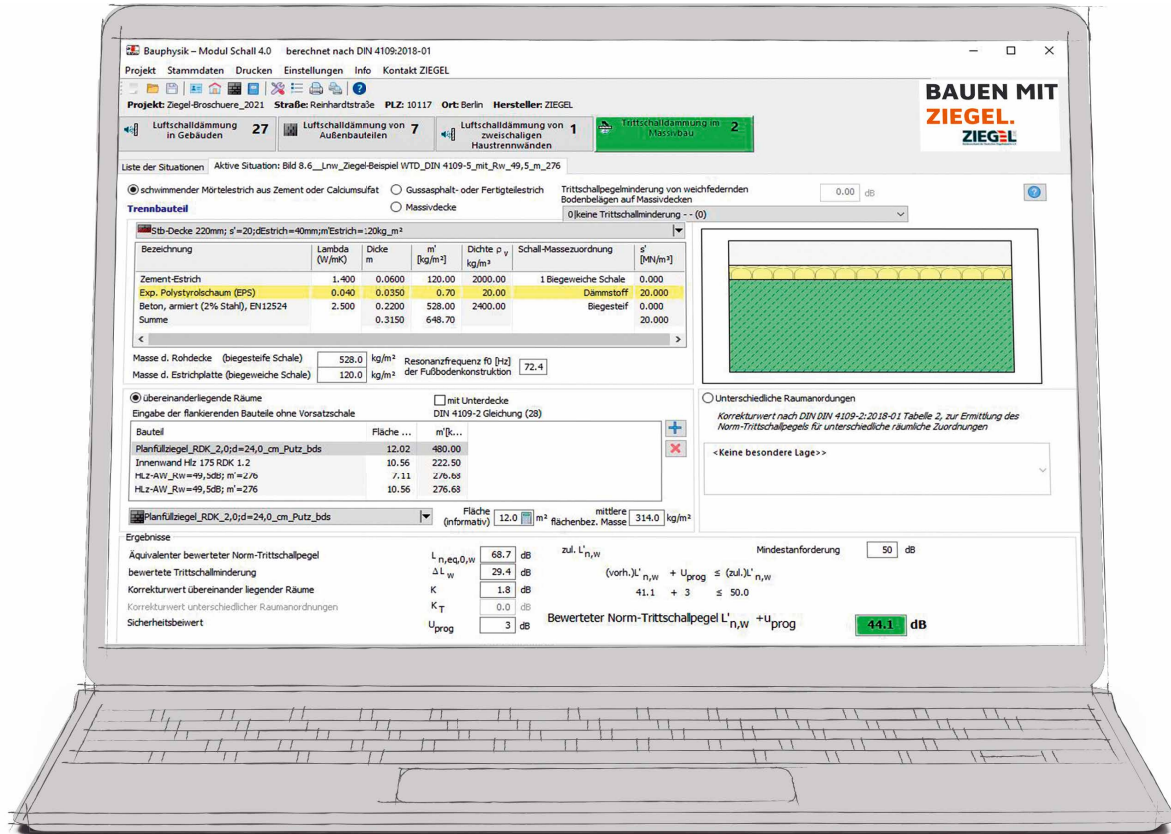 Bauphysik – Modul Schall 4.0 berechnet nach DIN 4109:2018-01
Projekt Stammdaten Drucken Einstellungen Info Kontakt ZIEGEL
Projekt: Ziegel-Broschuere_2021 Straße: Reinhardtstraße PLZ: 10117 Ort: Berlin Hersteller: ZIEGEL
BAUEN MIT
ZIEGEL.
ZIEGEL
Luftschalldämmung in Gebäuden 27
Luftschalldämmung von Außenbauteilen 7
Luftschalldämmung von zweischaligen Haustrennwänden 1
Trittschalldämmung im Massivbau 2
Liste der Situationen Aktive Situation: Bild 8.6__Lnw_Ziegel-Beispiel WTD_DIN 4109-5_mit_Rw_49,5_m_276
schwimmender Mörtelestrich aus Zement oder Calciumsulfat Gussasphalt- oder Fertigteilestrich
Massivdecke
Trittschallpegelminderung von weichfedernden
Bodenbelägen auf Massivdecken 0.00 dB
0|keine Trittschallminderung - - (0)
Trennbauteil
Stb-Decke 220mm; s'=20;dEstrich=40mm;m'Estrich=120kg_m²
Bezeichnung Lambda (W/mK) Dicke m m' [kg/m²] Dichte ρ v kg/m³ Schall-Massezuordnung s' [MN/m³]
Zement-Estrich 1.400 0.0600 120.00 2000.00 1 Biegeweiche Schale 0.000
Exp. Polystyrolschaum (EPS) 0.040 0.0350 0.70 20.00 Dämmstoff 20.000
Beton, armiert (2% Stahl), EN12524 2.500 0.2200 528.00 2400.00 Biegesteif 0.000
Summe 0.3150 648.70 20.000
Masse d. Rohdecke (biegesteife Schale) 528.0 kg/m²
Masse d. Estrichplatte (biegeweiche Schale) 120.0 kg/m²
Resonanzfrequenz f0 [Hz]
der Fußbodenkonstruktion 72.4
übereinanderliegende Räume mit Unterdecke
Eingabe der flankierenden Bauteile ohne Vorsatzschale DIN 4109-2 Gleichung (28)
Bauteil Fläche ... m'[k...
Planfüllziegel_RDK_2,0;d=24,0_cm_Putz_bds 12.02 480.00
Innenwand Hlz 175 RDK 1.2 10.56 222.50
HLz-AW_Rw=49,5dB; m'=276 7.11 276.68
HLz-AW_Rw=49,5dB; m'=276 10.56 276.68
Planfüllziegel_RDK_2,0;d=24,0_cm_Putz_bds
Fläche (informativ) 12.0 m² mittlere flächenbez. Masse 314.0 kg/m²
Unterschiedliche Raumanordungen
Korrekturwert nach DIN DIN 4109-2:2018-01 Tabelle 2, zur Ermittlung des
Norm-Trittschallpegels für unterschiedliche räumliche Zuordnungen
<Keine besondere Lage>>
Ergebnisse
Äquivalenter bewerteter Norm-Trittschallpegel L n,eq,0,w 68.7 dB
bewertete Trittschallminderung ΔL w 29.4 dB
Korrekturwert übereinander liegender Räume K 1.8 dB
Korrekturwert unterschiedlicher Raumanordnungen K T 0.0 dB
Sicherheitsbeiwert U prog 3 dB
zul. L' n,w Mindestanforderung 50 dB
(vorh.)L' n,w + U prog ≤ (zul.)L' n,w
41.1 + 3 ≤ 50.0
Bewerteter Norm-Trittschallpegel L' n,w +u prog 44.1 dB